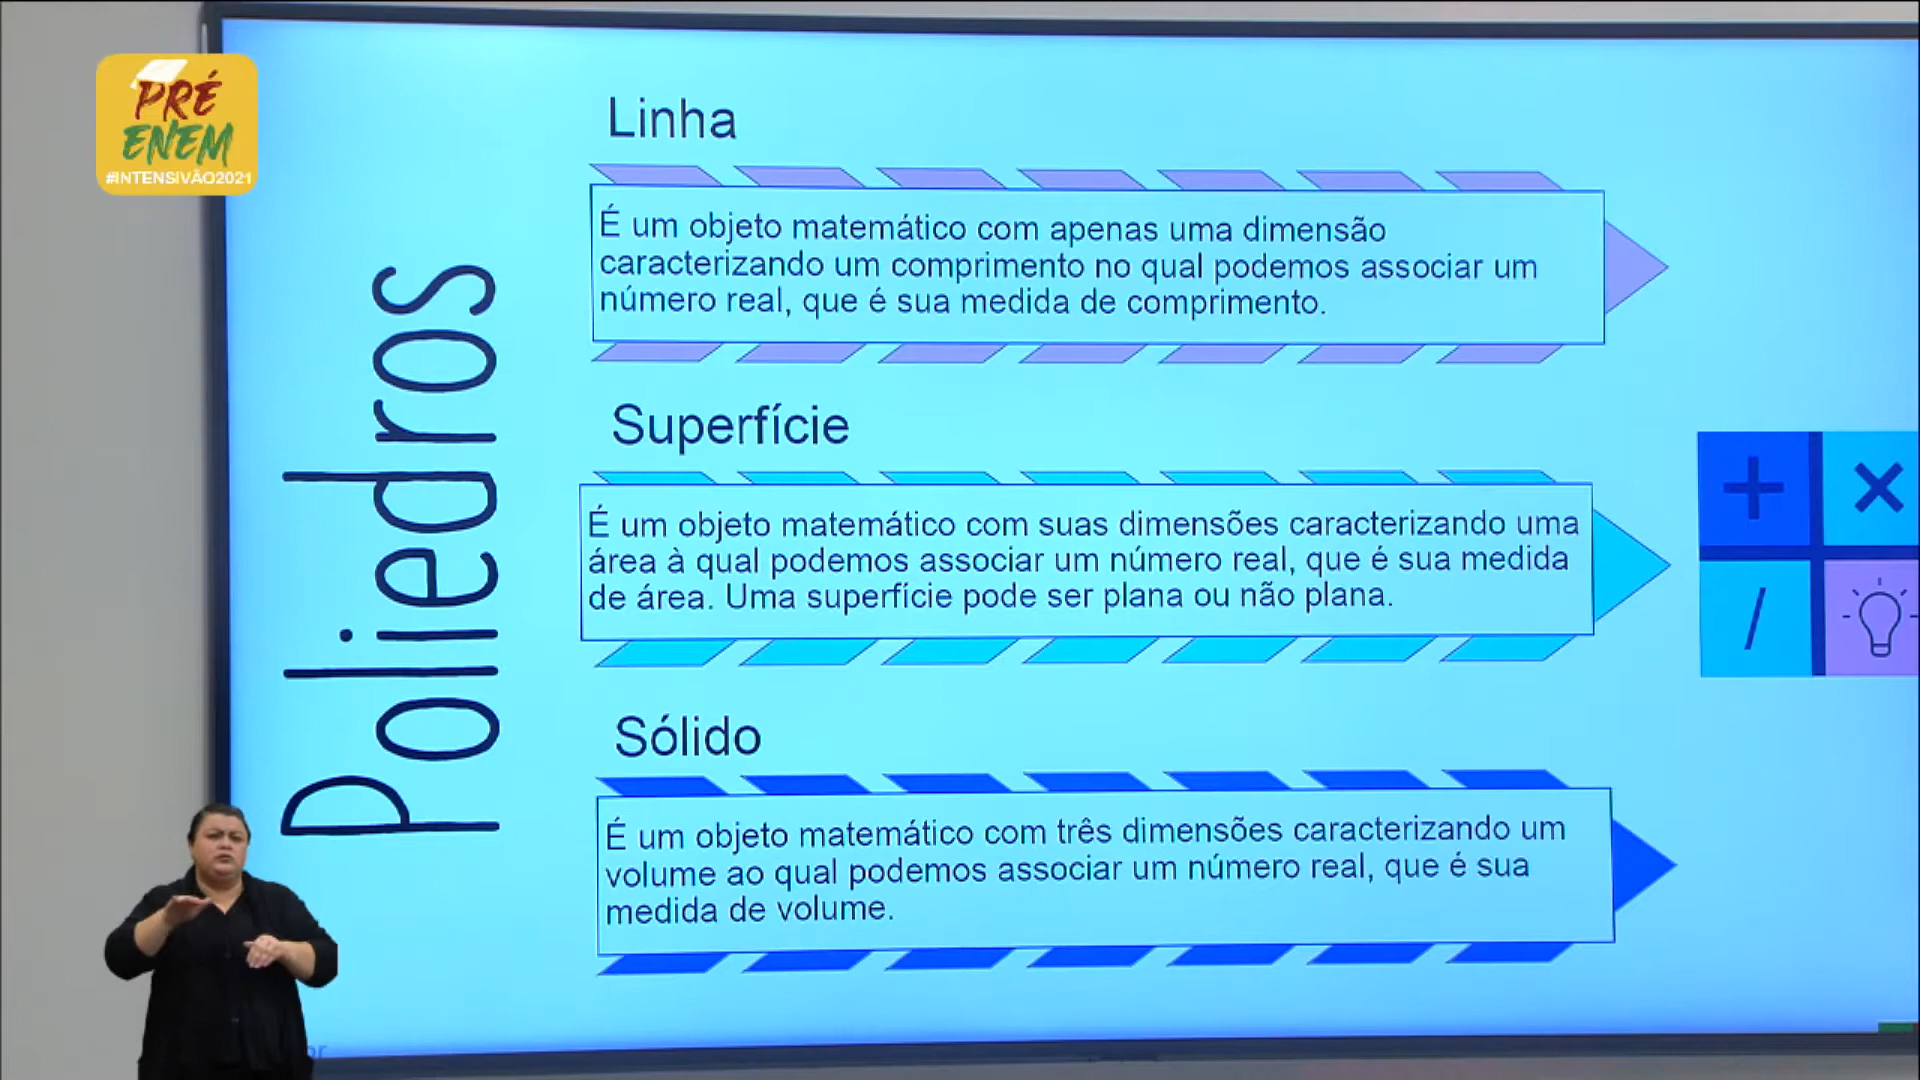 PRÉ
ENEM
#INTENSIVÃO2021
Poliedros
Linha
É um objeto matemático com apenas uma dimensão
caracterizando um comprimento no qual podemos associar um
número real, que é sua medida de comprimento.
Superfície
É um objeto matemático com suas dimensões caracterizando uma
área à qual podemos associar um número real, que é sua medida
de área. Uma superfície pode ser plana ou não plana.
+ ×
/
Sólido
É um objeto matemático com três dimensões caracterizando um
volume ao qual podemos associar um número real, que é sua
medida de volume.